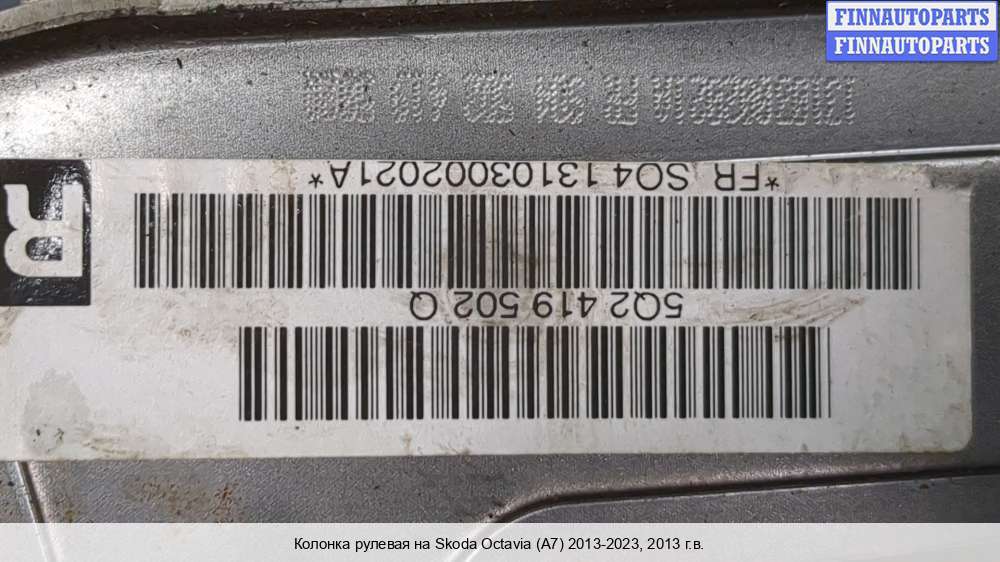 FINNAUTOPARTS
FINNAUTOPARTS
R
5Q2 419 502 Q
*FR SO4 13103002021A*
Колонка рулевая на Skoda Octavia (A7) 2013-2023, 2013 г.в.